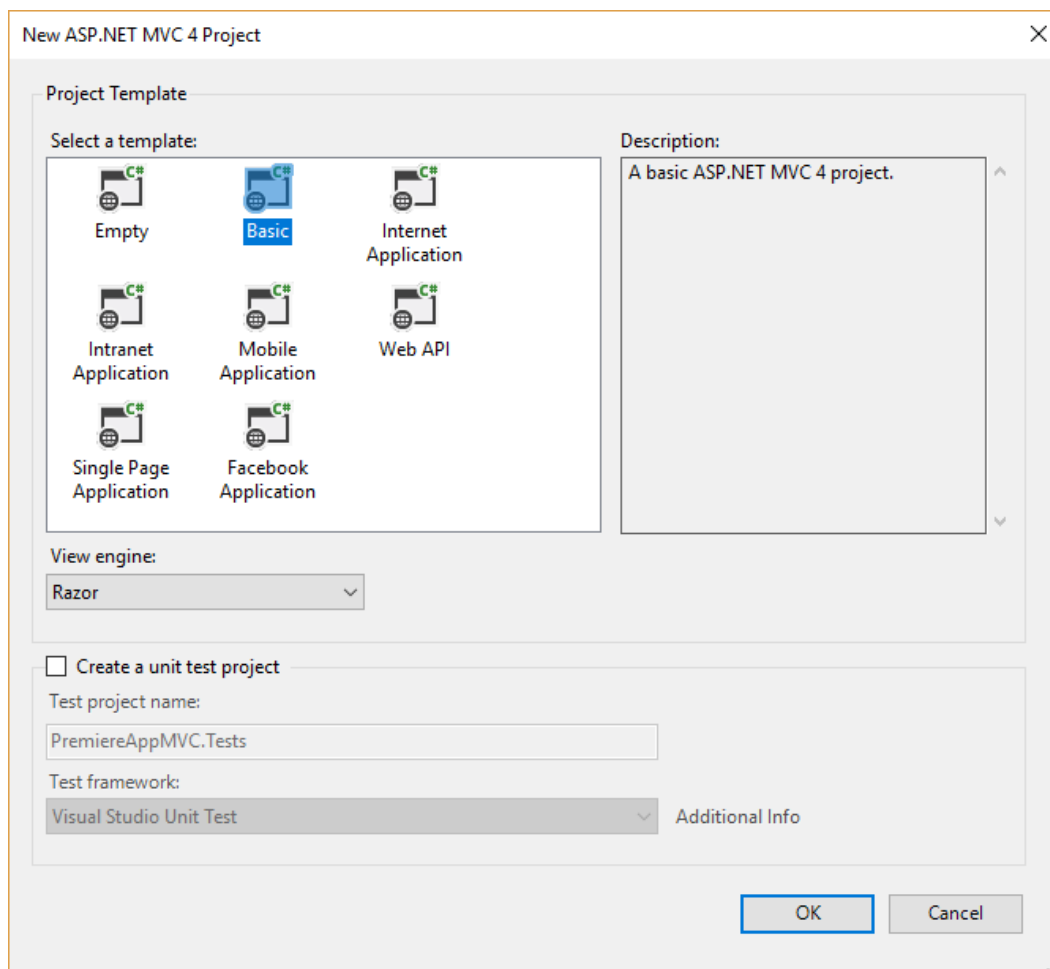 New ASP.NET MVC 4 Project
Project Template
Select a template:
Description:
C#
C#
C#
A basic ASP.NET MVC 4 project.
Empty
Basic
Internet
Application
C#
C#
C#
Intranet
Application
Mobile
Application
Web API
C#
C#
Single Page
Application
Facebook
Application
View engine:
Razor
Create a unit test project
Test project name:
PremiereAppMVC.Tests
Test framework:
Visual Studio Unit Test
Additional Info
OK
Cancel